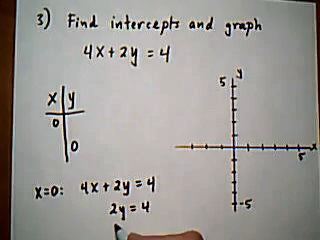 3) Find intercepts and graph
4x+2y=4
x y
0
0
x=0: 4x+2y=4
2y=4
y
5
x
5
-5